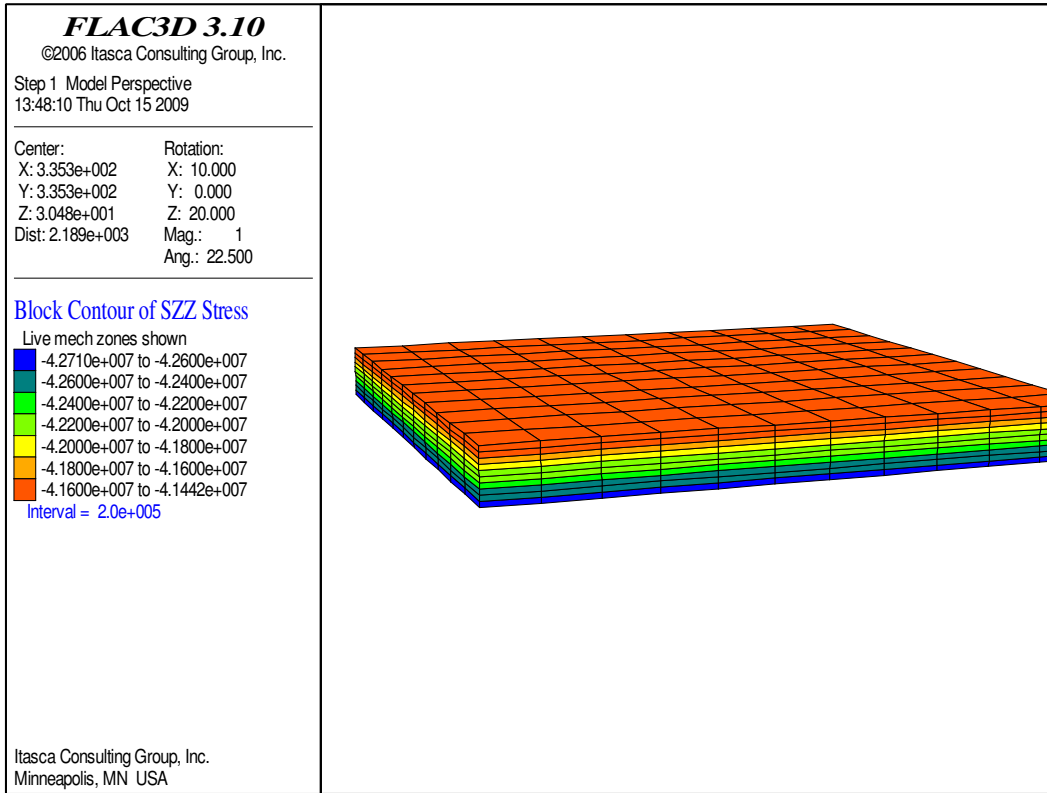 FLAC3D 3.10
©2006 Itasca Consulting Group, Inc.
Step 1  Model Perspective
13:48:10 Thu Oct 15 2009
Center:
X: 3.353e+002
Y: 3.353e+002
Z: 3.048e+001
Dist: 2.189e+003
Rotation:
X: 10.000
Y: 0.000
Z: 20.000
Mag.: 1
Ang.: 22.500
Block Contour of SZZ Stress
Live mech zones shown
-4.2710e+007 to -4.2600e+007
-4.2600e+007 to -4.2400e+007
-4.2400e+007 to -4.2200e+007
-4.2200e+007 to -4.2000e+007
-4.2000e+007 to -4.1800e+007
-4.1800e+007 to -4.1600e+007
-4.1600e+007 to -4.1442e+007
Interval = 2.0e+005
Itasca Consulting Group, Inc.
Minneapolis, MN  USA